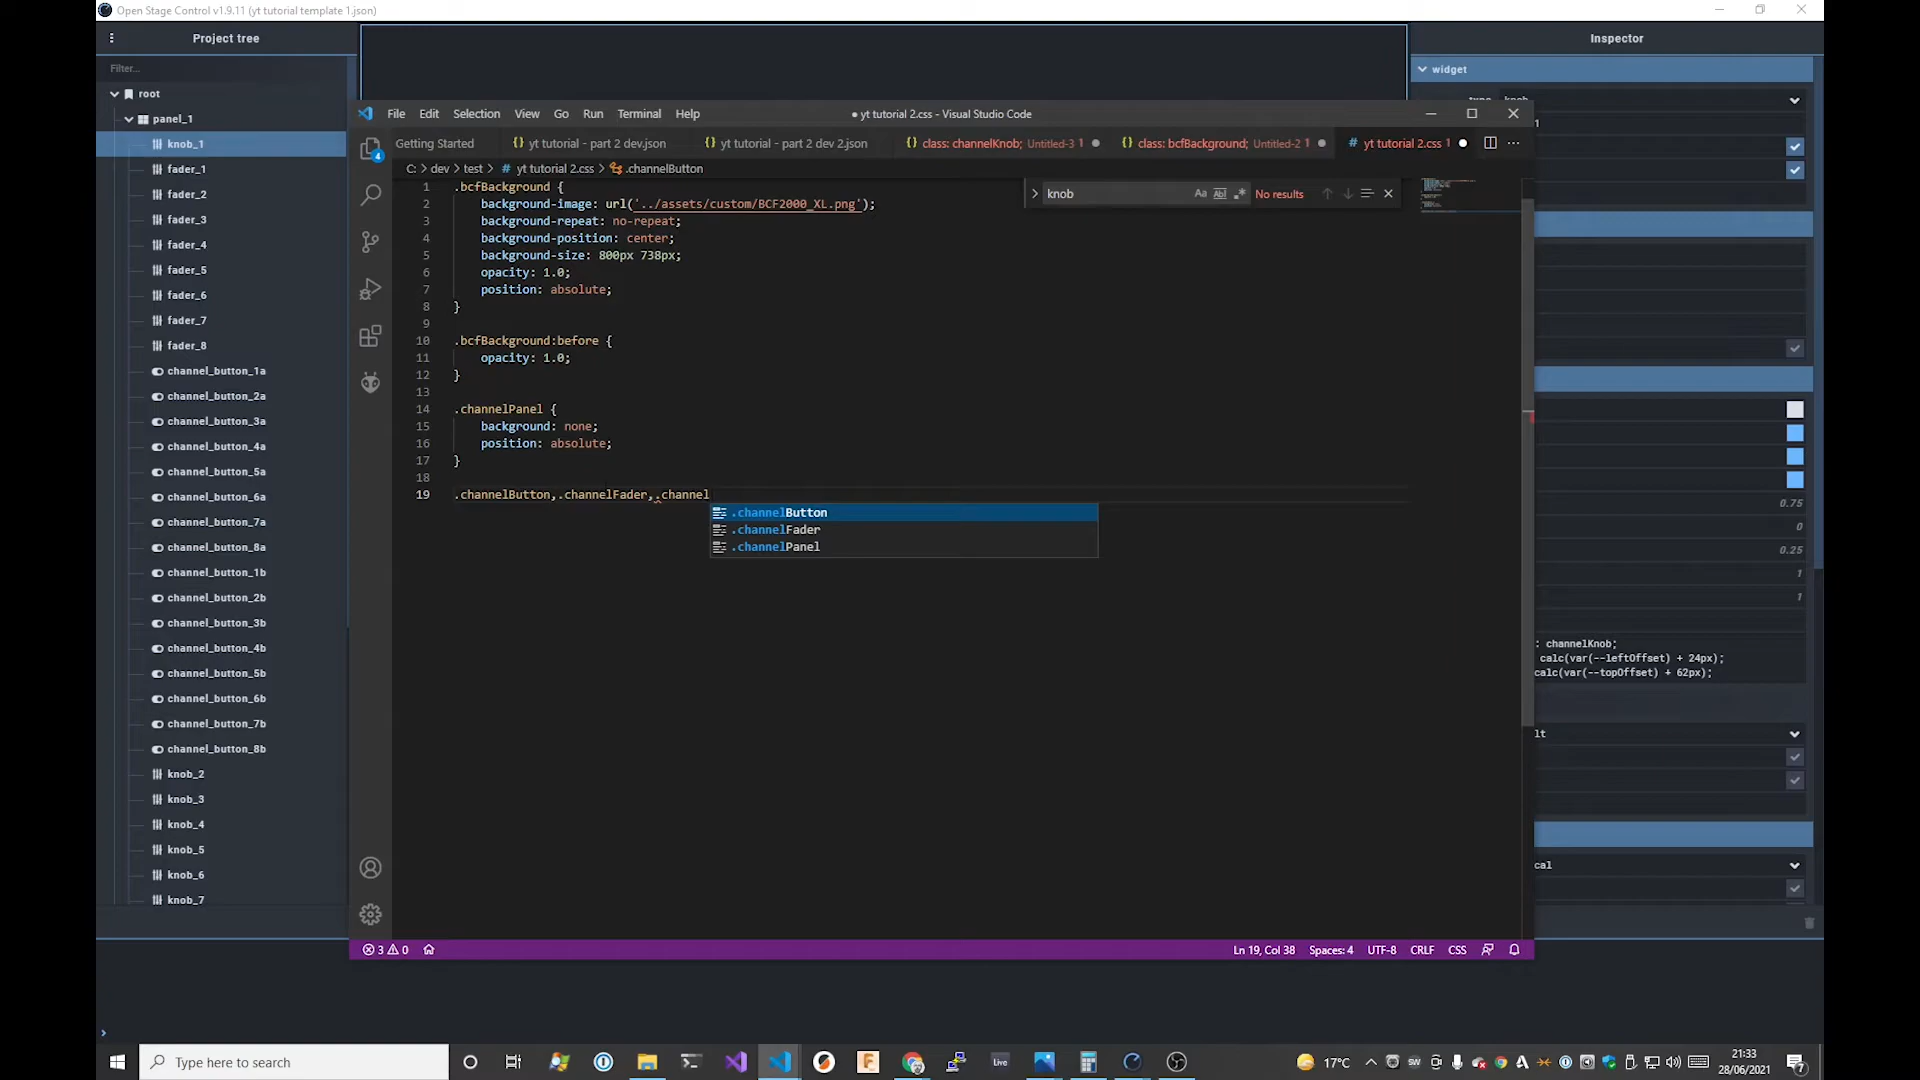 Open Stage Control v1.9.11 (yt tutorial template 1.json)
Project tree
Inspector
Filter...
widget
root
panel_1
knob_1
fader_1
fader_2
fader_3
fader_4
fader_5
fader_6
fader_7
fader_8
channel_button_1a
channel_button_2a
channel_button_3a
channel_button_4a
channel_button_5a
channel_button_6a
channel_button_7a
channel_button_8a
channel_button_1b
channel_button_2b
channel_button_3b
channel_button_4b
channel_button_5b
channel_button_6b
channel_button_7b
channel_button_8b
knob_2
knob_3
knob_4
knob_5
knob_6
knob_7
File Edit Selection View Go Run Terminal Help
● yt tutorial 2.css - Visual Studio Code
Getting Started
{} yt tutorial - part 2 dev.json
{} yt tutorial - part 2 dev 2.json
{} class: channelKnob; Untitled-3 1 ●
{} class: bcfBackground; Untitled-2 1 ●
# yt tutorial 2.css 1 ●
C: > dev > test > # yt tutorial 2.css > .channelButton
knob
Aa Abl .*
No results
1 .bcfBackground {
2 background-image: url('../assets/custom/BCF2000_XL.png');
3 background-repeat: no-repeat;
4 background-position: center;
5 background-size: 800px 738px;
6 opacity: 1.0;
7 position: absolute;
8 }
9
10 .bcfBackground:before {
11 opacity: 1.0;
12 }
13
14 .channelPanel {
15 background: none;
16 position: absolute;
17 }
18
19 .channelButton,.channelFader,.channel
.channelButton
.channelFader
.channelPanel
4
3 0
Ln 19, Col 38 Spaces: 4 UTF-8 CRLF CSS
0.75
0
0.25
1
1
: channelKnob;
calc(var(--leftOffset) + 24px);
calc(var(--topOffset) + 62px);
lt
cal
Type here to search
Live
17°C
21:33
28/06/2021
7